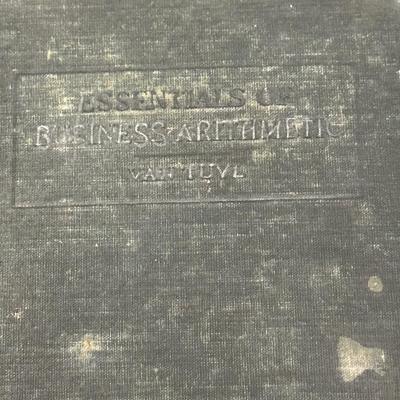 ESSENTIALS OF
BUSINESS ARITHMETIC
VAN TUYL